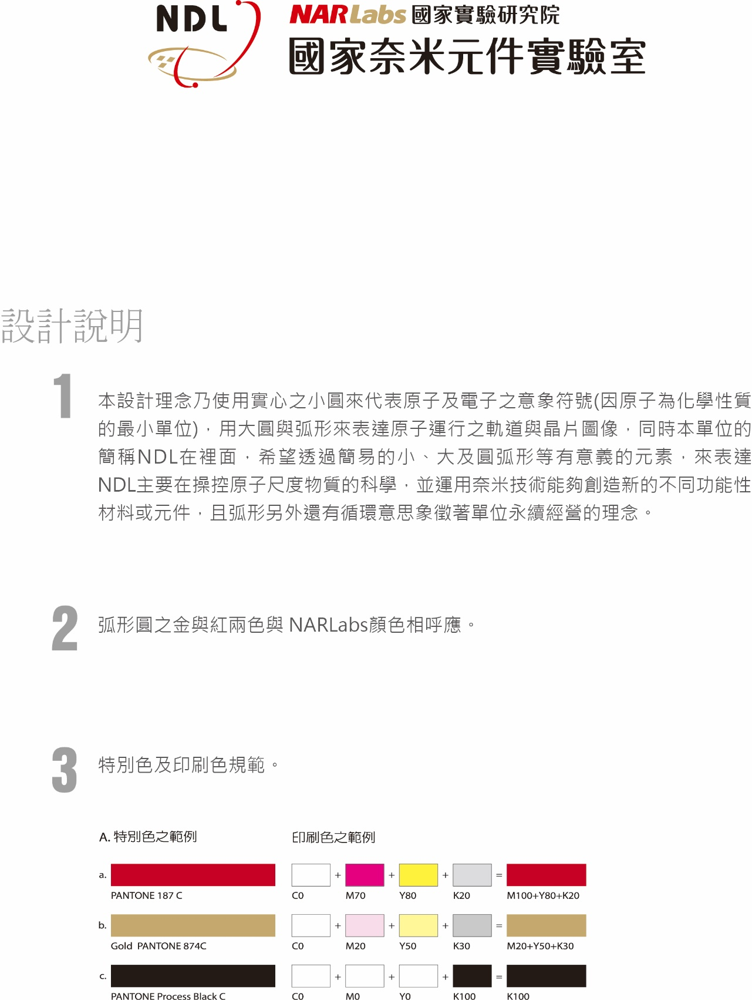 NDL
NARLabs 國家實驗研究院
國家奈米元件實驗室
設計說明
1
本設計理念乃使用實心之小圓來代表原子及電子之意象符號(因原子為化學性質
的最小單位)，用大圓與弧形來表達原子運行之軌道與晶片圖像，同時本單位的
簡稱NDL在裡面，希望透過簡易的小、大及圓弧形等有意義的元素，來表達
NDL主要在操控原子尺度物質的科學，並運用奈米技術能夠創造新的不同功能性
材料或元件，且弧形另外還有循環意思象徵著單位永續經營的理念。
2 弧形圓之金與紅兩色與 NARLabs顏色相呼應。
3 特別色及印刷色規範。
A. 特別色之範例 印刷色之範例
a. + + + =
PANTONE 187 C C0 M70 Y80 K20 M100+Y80+K20
b. + + + =
Gold PANTONE 874C C0 M20 Y50 K30 M20+Y50+K30
c. + + + =
PANTONE Process Black C C0 M0 Y0 K100 K100